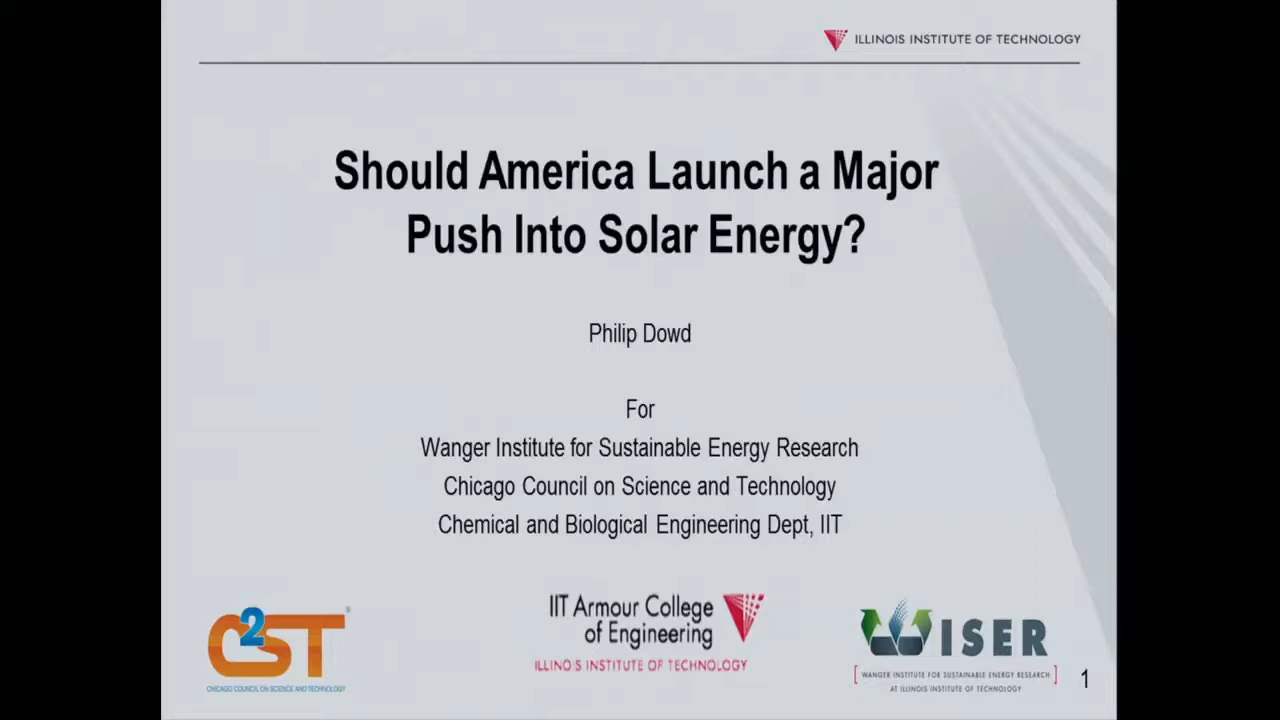 ILLINOIS INSTITUTE OF TECHNOLOGY
Should America Launch a Major
Push Into Solar Energy?
Philip Dowd
For
Wanger Institute for Sustainable Energy Research
Chicago Council on Science and Technology
Chemical and Biological Engineering Dept, IIT
C2ST®
CHICAGO COUNCIL ON SCIENCE AND TECHNOLOGY
IIT Armour College
of Engineering
ILLINOIS INSTITUTE OF TECHNOLOGY
WISER
[WANGER INSTITUTE FOR SUSTAINABLE ENERGY RESEARCH]
AT ILLINOIS INSTITUTE OF TECHNOLOGY
1